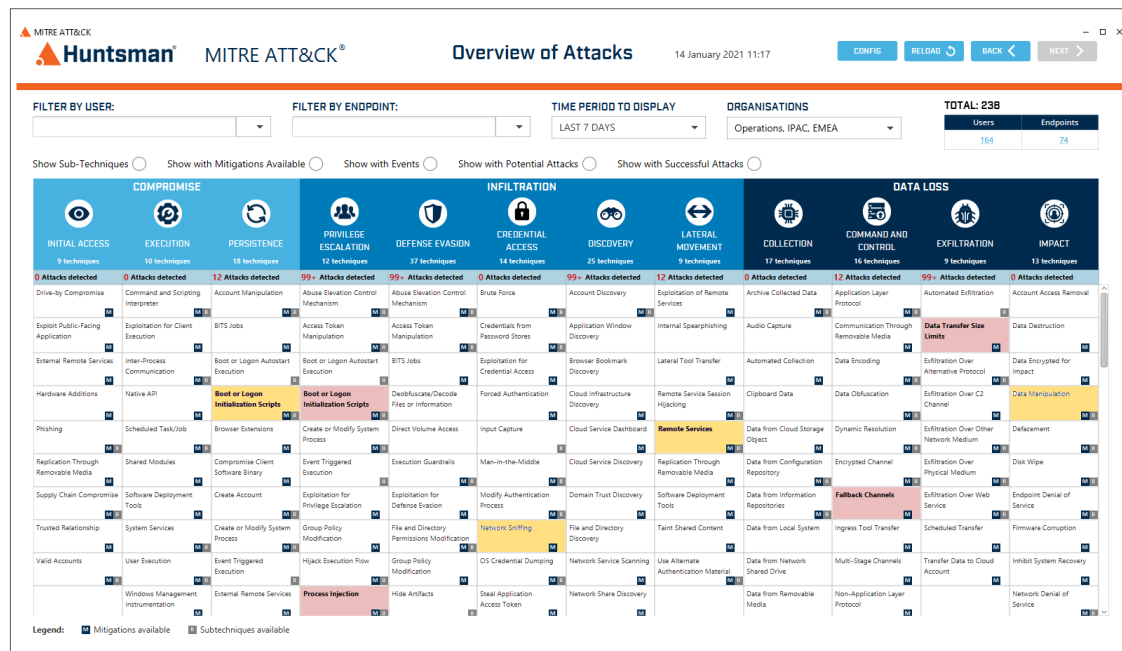 MITRE ATT&CK
Huntsman®
MITRE ATT&CK®
Overview of Attacks
14 January 2021 11:17
CONFIG
RELOAD
BACK
NEXT
FILTER BY USER:
FILTER BY ENDPOINT:
TIME PERIOD TO DISPLAY
LAST 7 DAYS
ORGANISATIONS
Operations, IPAC, EMEA
TOTAL: 238
Users Endpoints
164 74
Show Sub-Techniques
Show with Mitigations Available
Show with Events
Show with Potential Attacks
Show with Successful Attacks
COMPROMISE
INFILTRATION
DATA LOSS
INITIAL ACCESS
9 techniques
0 Attacks detected
Drive-by Compromise
M
Exploit Public-Facing
Application
M
External Remote Services
M
Hardware Additions
M
Phishing
M
Replication Through
Removable Media
M
Supply Chain Compromise
M
Trusted Relationship
M
Valid Accounts
M
EXECUTION
10 techniques
0 Attacks detected
Command and Scripting
Interpreter
M
Exploitation for Client
Execution
M
Inter-Process
Communication
M
Native API
M
Scheduled Task/Job
M
Shared Modules
M
Software Deployment
Tools
M
System Services
M
User Execution
M
Windows Management
Instrumentation
M
PERSISTENCE
18 techniques
12 Attacks detected
Account Manipulation
M
BITS Jobs
M
Boot or Logon Autostart
Execution
Boot or Logon
Initialization Scripts
M
Browser Extensions
M
Compromise Client
Software Binary
M
Create Account
M
Create or Modify System
Process
M
Event Triggered
Execution
External Remote Services
M
PRIVILEGE
ESCALATION
12 techniques
99+ Attacks detected
Abuse Elevation Control
Mechanism
M
Access Token
Manipulation
M
Boot or Logon Autostart
Execution
Boot or Logon
Initialization Scripts
M
Create or Modify System
Process
M
Event Triggered
Execution
Exploitation for
Privilege Escalation
M
Group Policy
Modification
M
Hijack Execution Flow
M
Process Injection
M
DEFENSE EVASION
37 techniques
99+ Attacks detected
Abuse Elevation Control
Mechanism
M
Access Token
Manipulation
M
BITS Jobs
M
Deobfuscate/Decode
Files or Information
Direct Volume Access
Execution Guardrails
M
Exploitation for
Defense Evasion
M
File and Directory
Permissions Modification
M
Group Policy
Modification
M
Hide Artifacts
CREDENTIAL
ACCESS
14 techniques
0 Attacks detected
Brute Force
M
Credentials from
Password Stores
M
Exploitation for
Credential Access
M
Forced Authentication
M
Input Capture
Man-in-the-Middle
M
Modify Authentication
Process
M
Network Sniffing
M
OS Credential Dumping
M
Steal Application
Access Token
M
DISCOVERY
25 techniques
99+ Attacks detected
Account Discovery
M
Application Window
Discovery
Browser Bookmark
Discovery
Cloud Infrastructure
Discovery
M
Cloud Service Dashboard
M
Cloud Service Discovery
Domain Trust Discovery
M
File and Directory
Discovery
Network Service Scanning
M
Network Share Discovery
M
LATERAL
MOVEMENT
9 techniques
12 Attacks detected
Exploitation of Remote
Services
M
Internal Spearphishing
Lateral Tool Transfer
M
Remote Service Session
Hijacking
M
Remote Services
M
Replication Through
Removable Media
M
Software Deployment
Tools
M
Taint Shared Content
M
Use Alternate
Authentication Material
M
COLLECTION
17 techniques
0 Attacks detected
Archive Collected Data
M
Audio Capture
Automated Collection
M
Clipboard Data
Data from Cloud Storage
Object
M
Data from Configuration
Repository
M
Data from Information
Repositories
M
Data from Local System
Data from Network
Shared Drive
Data from Removable
Media
COMMAND AND
CONTROL
16 techniques
12 Attacks detected
Application Layer
Protocol
M
Communication Through
Removable Media
M
Data Encoding
M
Data Obfuscation
M
Dynamic Resolution
M
Encrypted Channel
M
Fallback Channels
M
Ingress Tool Transfer
M
Multi-Stage Channels
M
Non-Application Layer
Protocol
M
EXFILTRATION
9 techniques
99+ Attacks detected
Automated Exfiltration
Data Transfer Size
Limits
M
Exfiltration Over
Alternative Protocol
M
Exfiltration Over C2
Channel
M
Exfiltration Over Other
Network Medium
M
Exfiltration Over
Physical Medium
M
Exfiltration Over Web
Service
M
Scheduled Transfer
M
Transfer Data to Cloud
Account
M
IMPACT
13 techniques
0 Attacks detected
Account Access Removal
Data Destruction
M
Data Encrypted for
Impact
M
Data Manipulation
M
Defacement
M
Disk Wipe
M
Endpoint Denial of
Service
M
Firmware Corruption
M
Inhibit System Recovery
M
Network Denial of
Service
M
Legend:
M Mitigations available
Subtechniques available